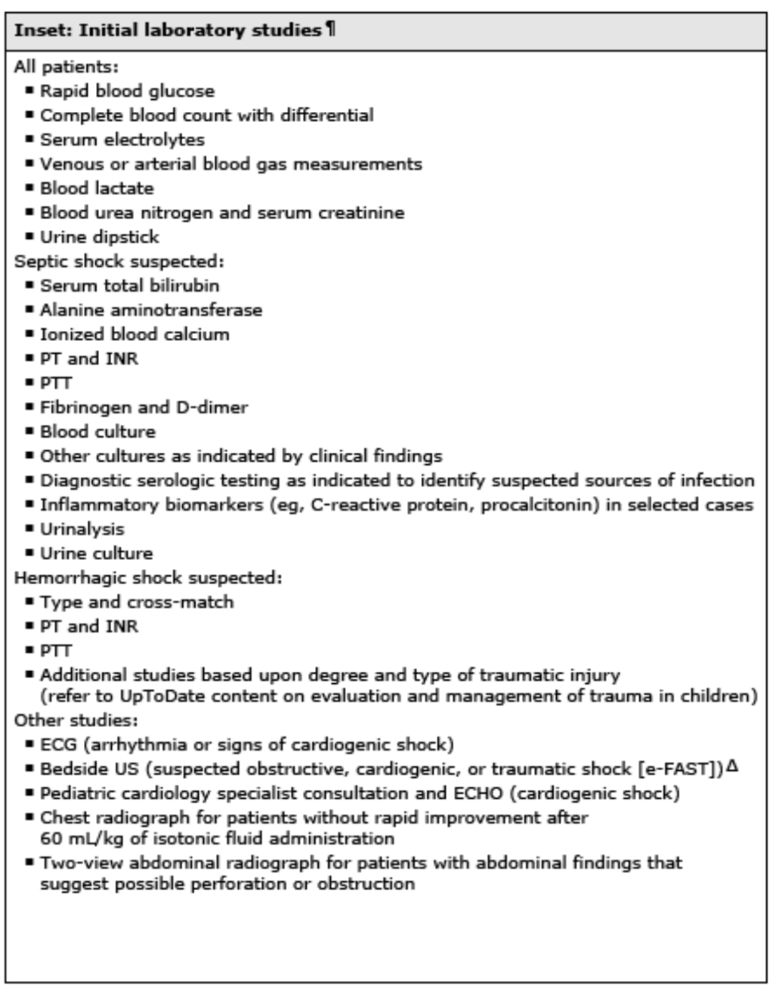 Inset: Initial laboratory studies¶
All patients:
▪ Rapid blood glucose
▪ Complete blood count with differential
▪ Serum electrolytes
▪ Venous or arterial blood gas measurements
▪ Blood lactate
▪ Blood urea nitrogen and serum creatinine
▪ Urine dipstick
Septic shock suspected:
▪ Serum total bilirubin
▪ Alanine aminotransferase
▪ Ionized blood calcium
▪ PT and INR
▪ PTT
▪ Fibrinogen and D-dimer
▪ Blood culture
▪ Other cultures as indicated by clinical findings
▪ Diagnostic serologic testing as indicated to identify suspected sources of infection
▪ Inflammatory biomarkers (eg, C-reactive protein, procalcitonin) in selected cases
▪ Urinalysis
▪ Urine culture
Hemorrhagic shock suspected:
▪ Type and cross-match
▪ PT and INR
▪ PTT
▪ Additional studies based upon degree and type of traumatic injury
(refer to UpToDate content on evaluation and management of trauma in children)
Other studies:
▪ ECG (arrhythmia or signs of cardiogenic shock)
▪ Bedside US (suspected obstructive, cardiogenic, or traumatic shock [e-FAST])Δ
▪ Pediatric cardiology specialist consultation and ECHO (cardiogenic shock)
▪ Chest radiograph for patients without rapid improvement after
60 mL/kg of isotonic fluid administration
▪ Two-view abdominal radiograph for patients with abdominal findings that
suggest possible perforation or obstruction